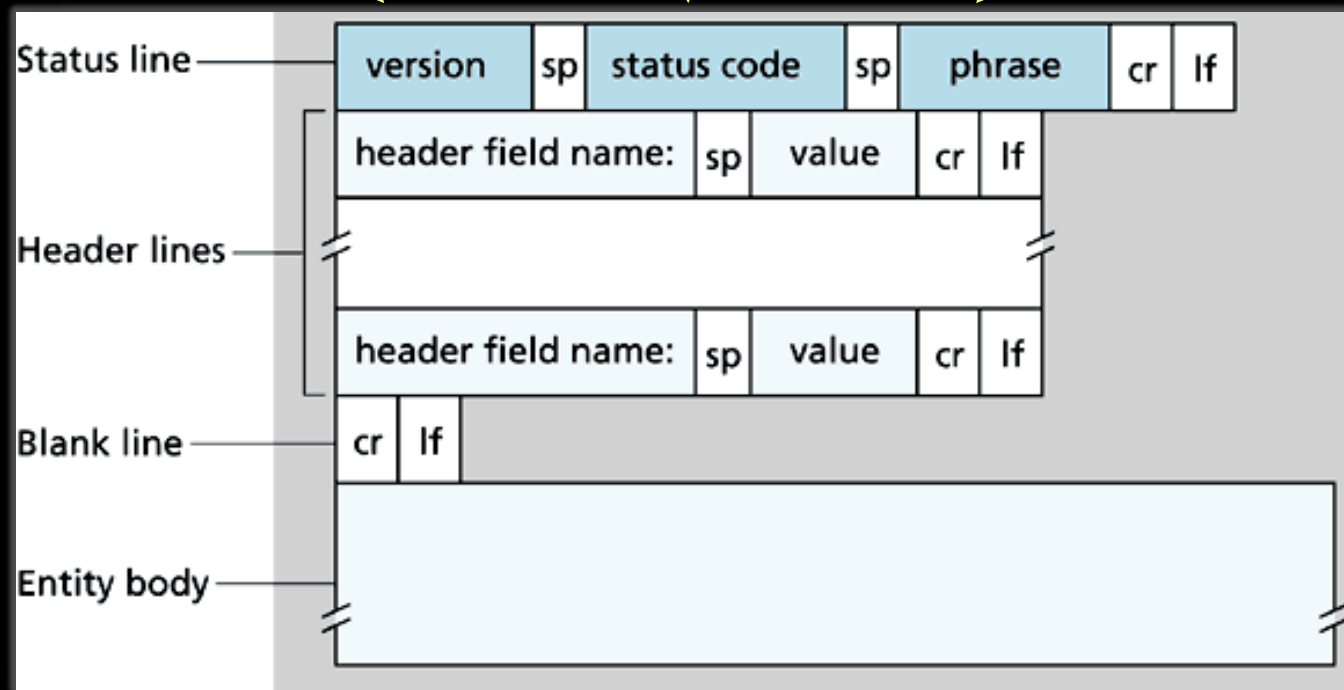 Status line version sp status code sp phrase cr lf
header field name: sp value cr lf
Header lines
header field name: sp value cr lf
Blank line cr lf
Entity body